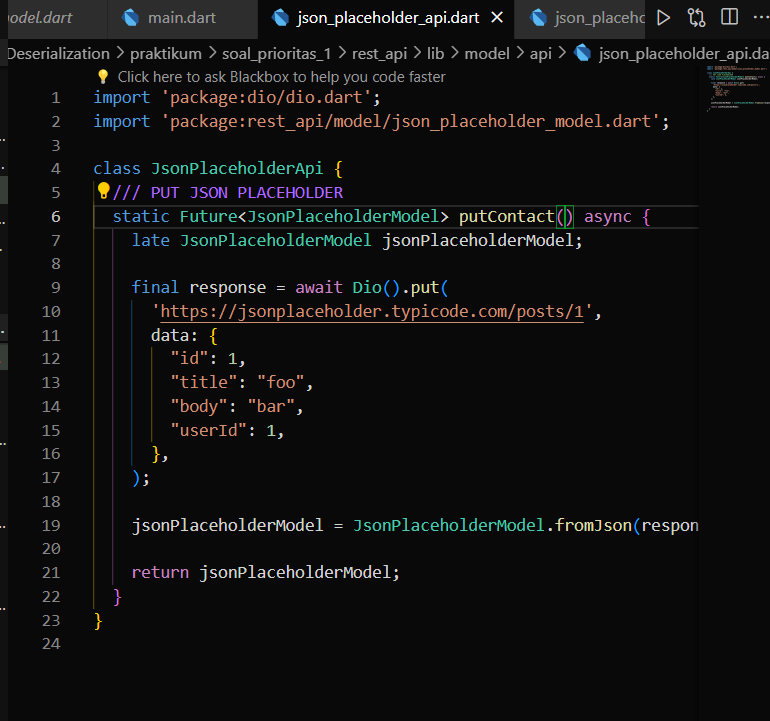 model.dart
main.dart
json_placeholder_api.dart
json_placeho
Deserialization > praktikum > soal_prioritas_1 > rest_api > lib > model > api > json_placeholder_api.da
Click here to ask Blackbox to help you code faster
1 import 'package:dio/dio.dart';
2 import 'package:rest_api/model/json_placeholder_model.dart';
3
4 class JsonPlaceholderApi {
5 /// PUT JSON PLACEHOLDER
6 static Future<JsonPlaceholderModel> putContact() async {
7 late JsonPlaceholderModel jsonPlaceholderModel;
8
9 final response = await Dio().put(
10 'https://jsonplaceholder.typicode.com/posts/1',
11 data: {
12 "id": 1,
13 "title": "foo",
14 "body": "bar",
15 "userId": 1,
16 },
17 );
18
19 jsonPlaceholderModel = JsonPlaceholderModel.fromJson(respon
20
21 return jsonPlaceholderModel;
22 }
23 }
24